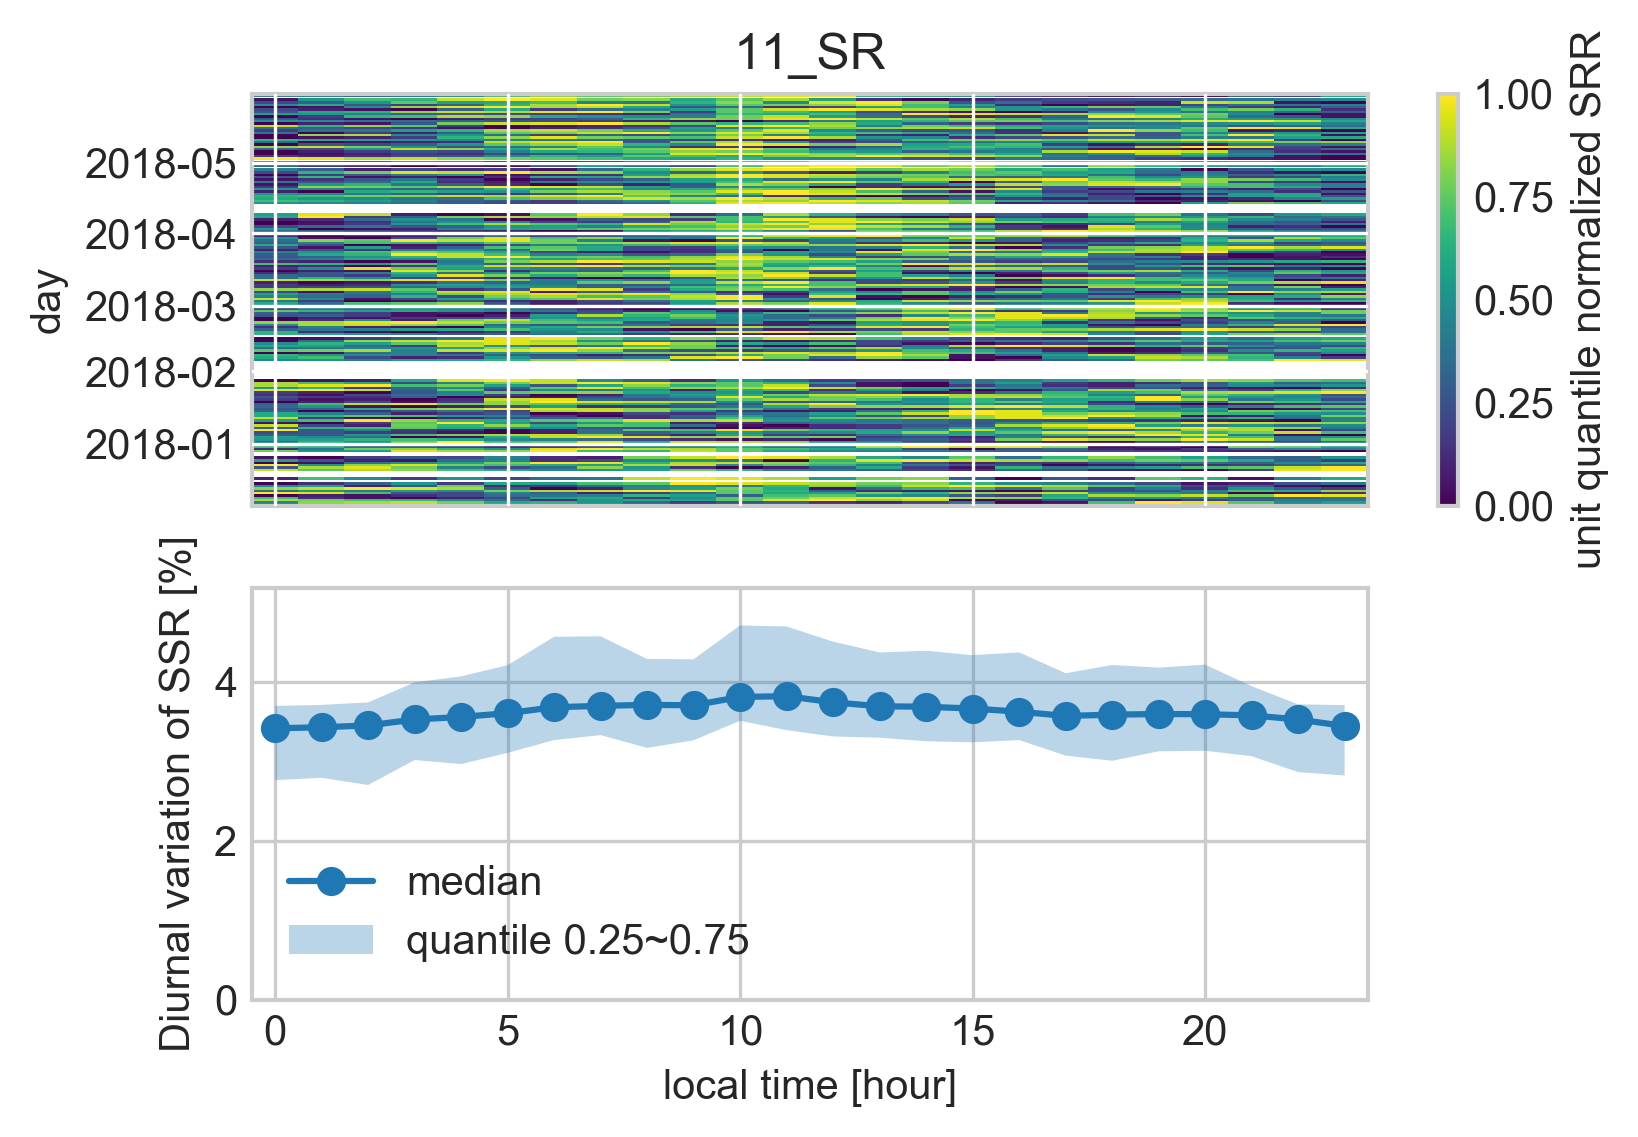 11_SR
day
2018-05
2018-04
2018-03
2018-02
2018-01
1.00
0.75
0.50
0.25
0.00
unit quantile normalized SRR
Diurnal variation of SSR [%]
4
2
0
median
quantile 0.25~0.75
0 5 10 15 20
local time [hour]